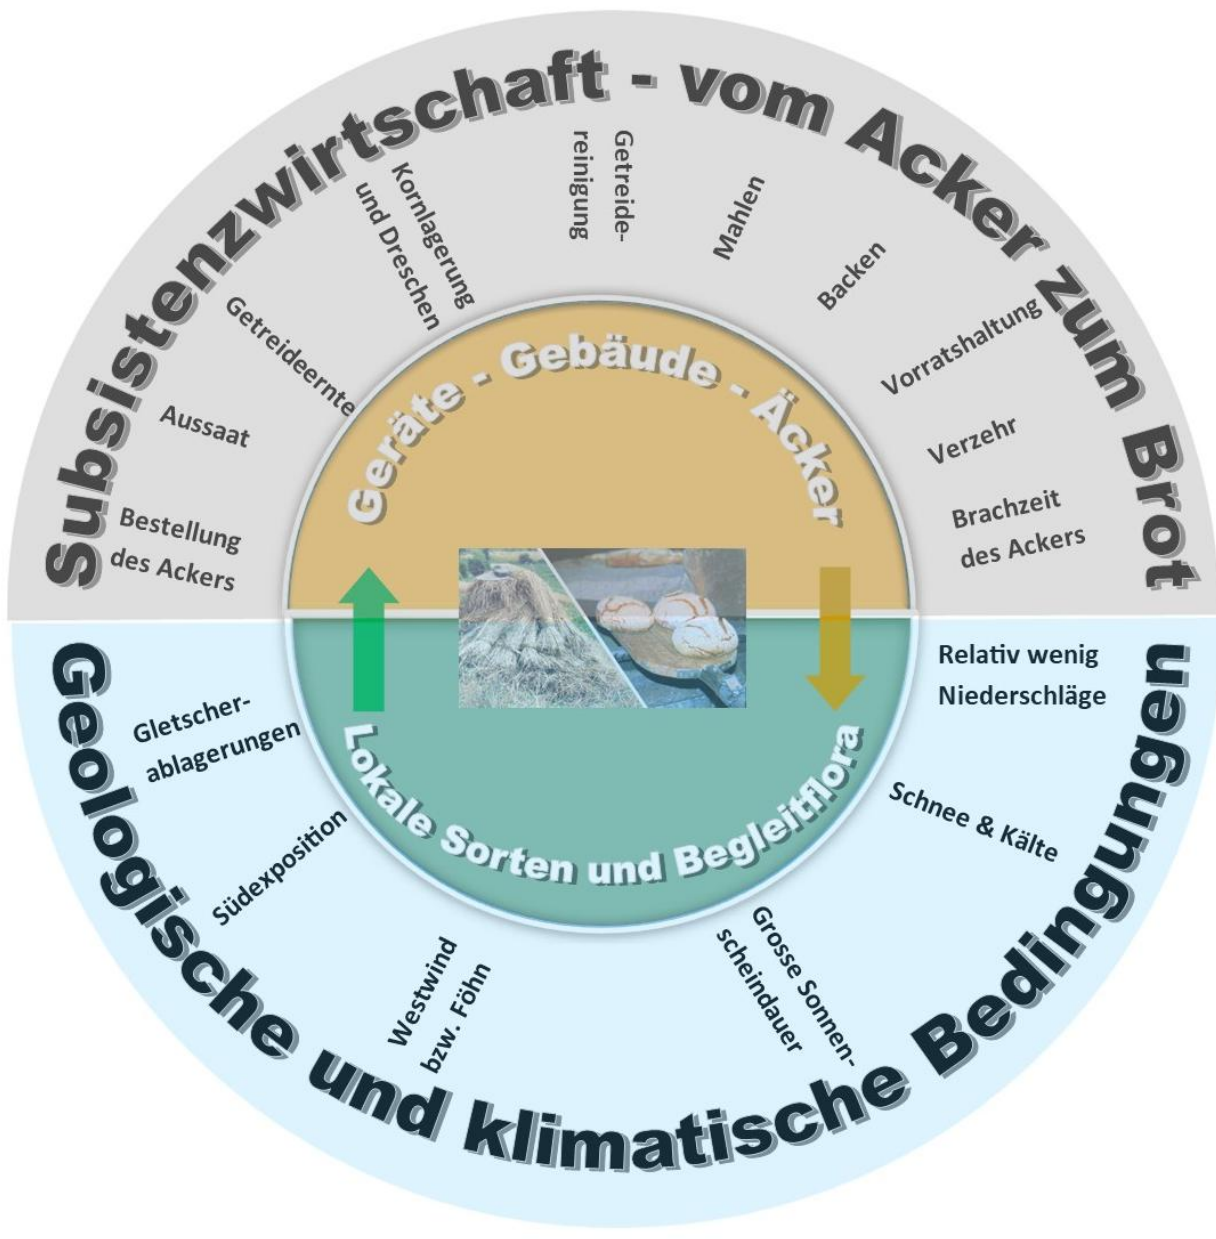 Subsistenzwirtschaft - vom Acker zum Brot
Bestellung
des Ackers
Aussaat
Getreideernte
Kornlagerung
und Dreschen
Getreide-
reinigung
Mahlen
Backen
Vorratshaltung
Verzehr
Brachzeit
des Ackers
Geräte - Gebäude - Äcker
Lokale Sorten und Begleitflora
Relativ wenig
Niederschläge
Schnee & Kälte
Grosse Sonnen-
scheindauer
Westwind
bzw. Föhn
Südexposition
Gletscher-
ablagerungen
Geologische und klimatische Bedingungen